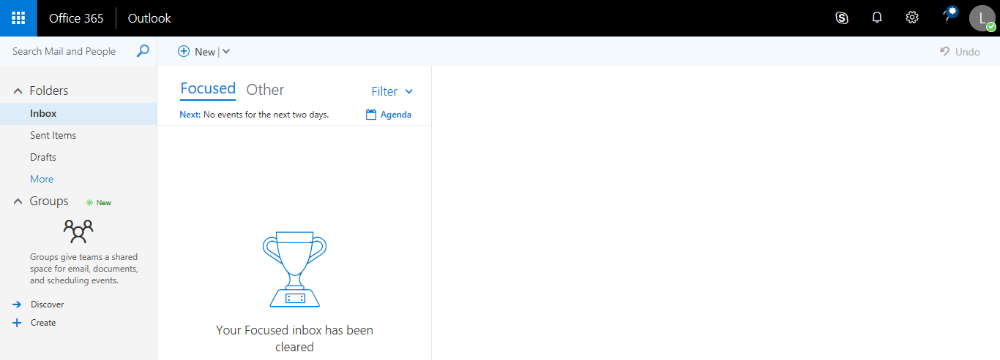 Office 365
Outlook
?
L
Search Mail and People
New
Undo
Folders
Inbox
Sent Items
Drafts
More
Groups
New
Groups give teams a shared
space for email, documents,
and scheduling events.
Discover
Create
Focused
Other
Filter
Next: No events for the next two days.
Agenda
Your Focused inbox has been
cleared